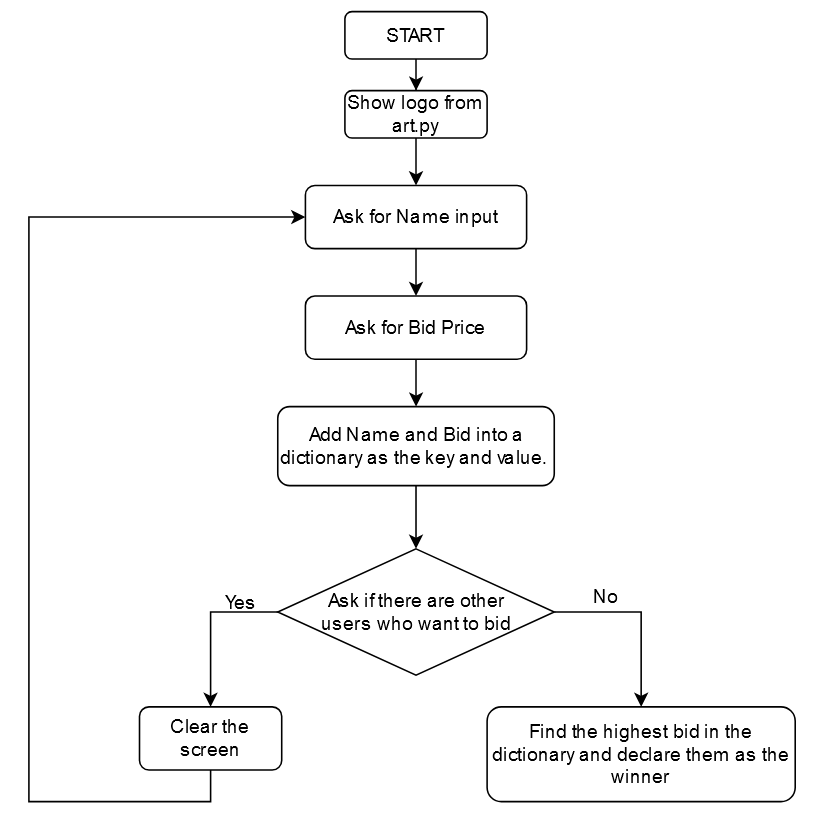 START
Show logo from
art.py
Ask for Name input
Ask for Bid Price
Add Name and Bid into a
dictionary as the key and value.
Ask if there are other
users who want to bid
Yes
No
Clear the
screen
Find the highest bid in the
dictionary and declare them as the
winner